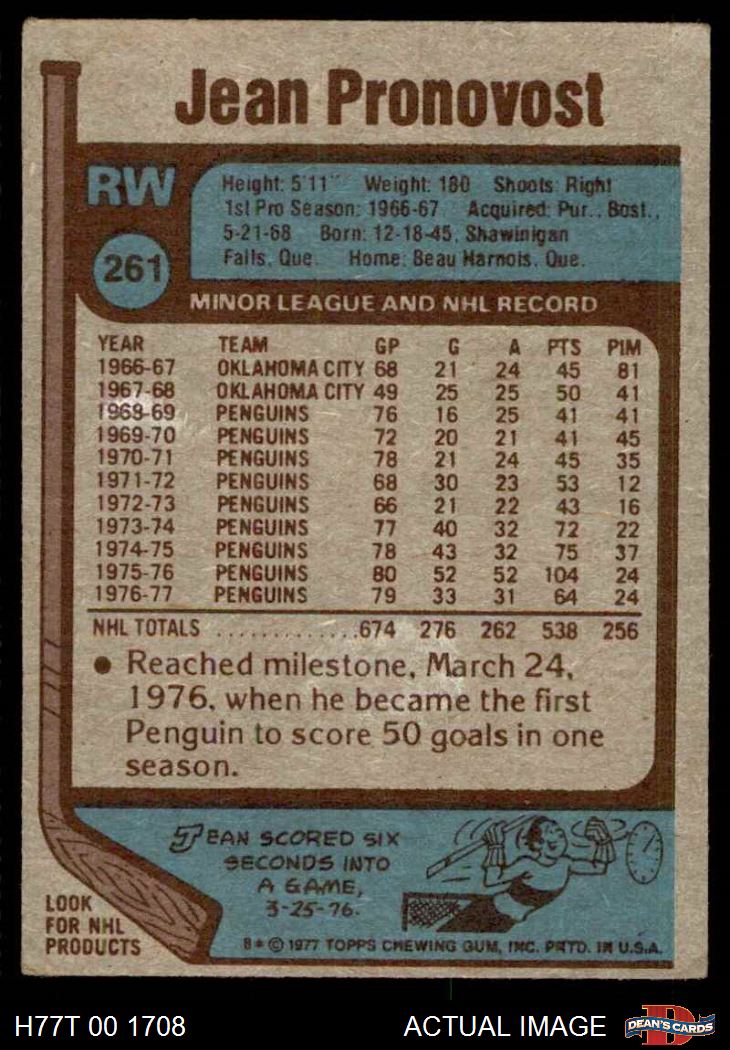 Jean Pronovost
RW
Height: 5'11" Weight: 180 Shoots: Right
1st Pro Season: 1966-67 Acquired: Pur., Bost.,
5-21-68 Born: 12-18-45, Shawinigan
Falls, Que. Home: Beau Harnois, Que.
261
MINOR LEAGUE AND NHL RECORD
YEAR TEAM GP G A PTS PIM
1966-67 OKLAHOMA CITY 68 21 24 45 81
1967-68 OKLAHOMA CITY 49 25 25 50 41
1968-69 PENGUINS 76 16 25 41 41
1969-70 PENGUINS 72 20 21 41 45
1970-71 PENGUINS 78 21 24 45 35
1971-72 PENGUINS 68 30 23 53 12
1972-73 PENGUINS 66 21 22 43 16
1973-74 PENGUINS 77 40 32 72 22
1974-75 PENGUINS 78 43 32 75 37
1975-76 PENGUINS 80 52 52 104 24
1976-77 PENGUINS 79 33 31 64 24
NHL TOTALS .............674 276 262 538 256
● Reached milestone, March 24,
1976, when he became the first
Penguin to score 50 goals in one
season.
JEAN SCORED SIX
SECONDS INTO
A GAME,
3-25-76.
LOOK
FOR NHL
PRODUCTS
8 * © 1977 TOPPS CHEWING GUM, INC. PRTD. IN U.S.A.
H77T 00 1708 ACTUAL IMAGE
D
DEAN'S CARDS